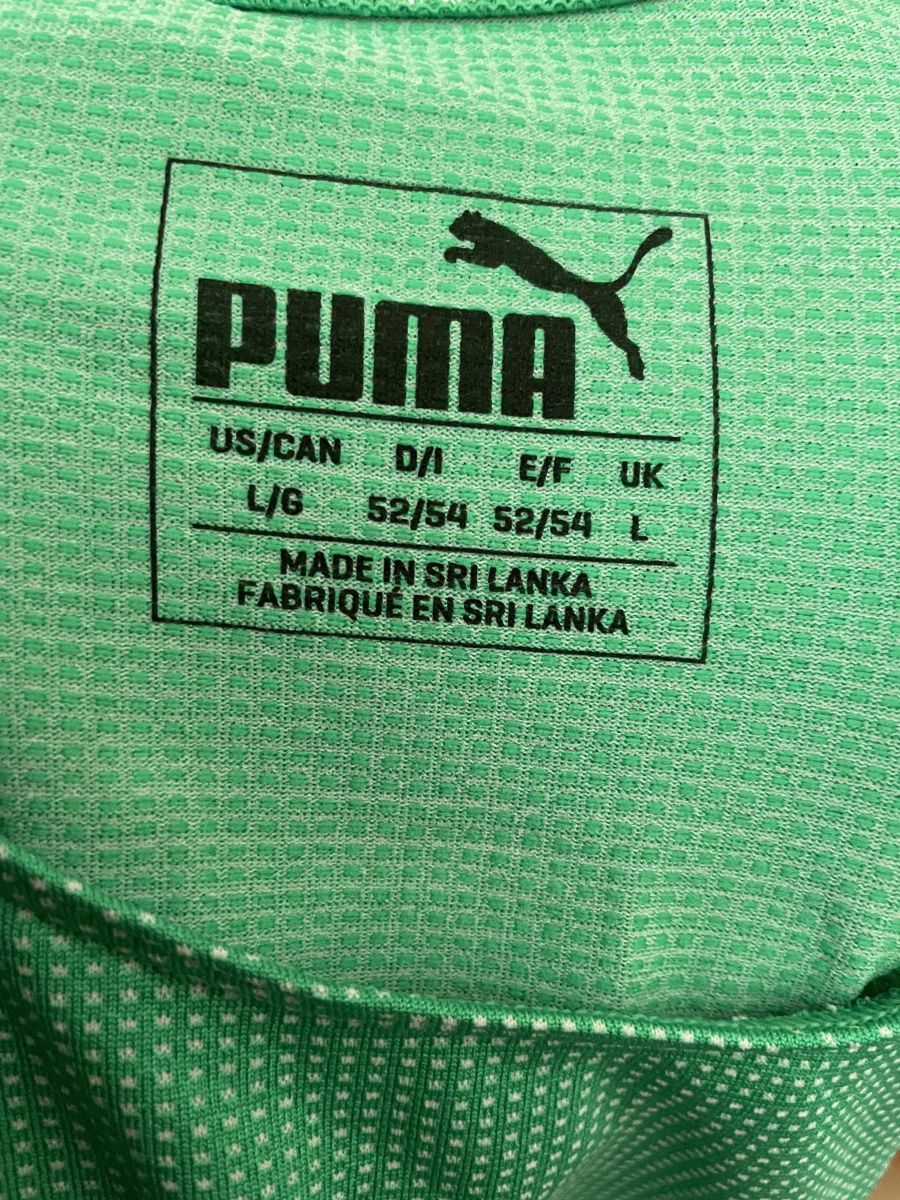 PUMA
US/CAN D/I E/F UK
L/G 52/54 52/54 L
MADE IN SRI LANKA
FABRIQUÉ EN SRI LANKA